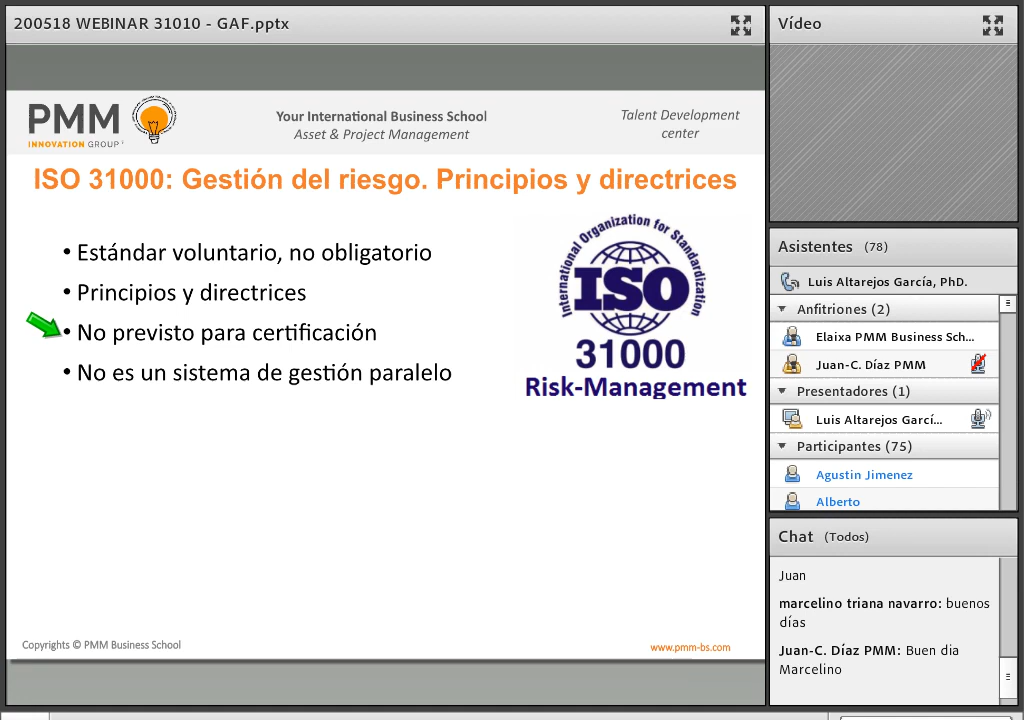 200518 WEBINAR 31010 - GAF.pptx
PMM
INNOVATION GROUP
Your International Business School
Asset & Project Management
Talent Development
center
ISO 31000: Gestión del riesgo. Principios y directrices
• Estándar voluntario, no obligatorio
• Principios y directrices
• No previsto para certificación
• No es un sistema de gestión paralelo
International Organization for Standardization
ISO
31000
Risk-Management
Copyrights © PMM Business School
www.pmm-bs.com
Vídeo
Asistentes (78)
Luis Altarejos García, PhD.
Anfitriones (2)
Elaixa PMM Business Sch...
Juan-C. Díaz PMM
Presentadores (1)
Luis Altarejos Garcí...
Participantes (75)
Agustin Jimenez
Alberto
Chat (Todos)
Juan
marcelino triana navarro: buenos
días
Juan-C. Díaz PMM: Buen dia
Marcelino